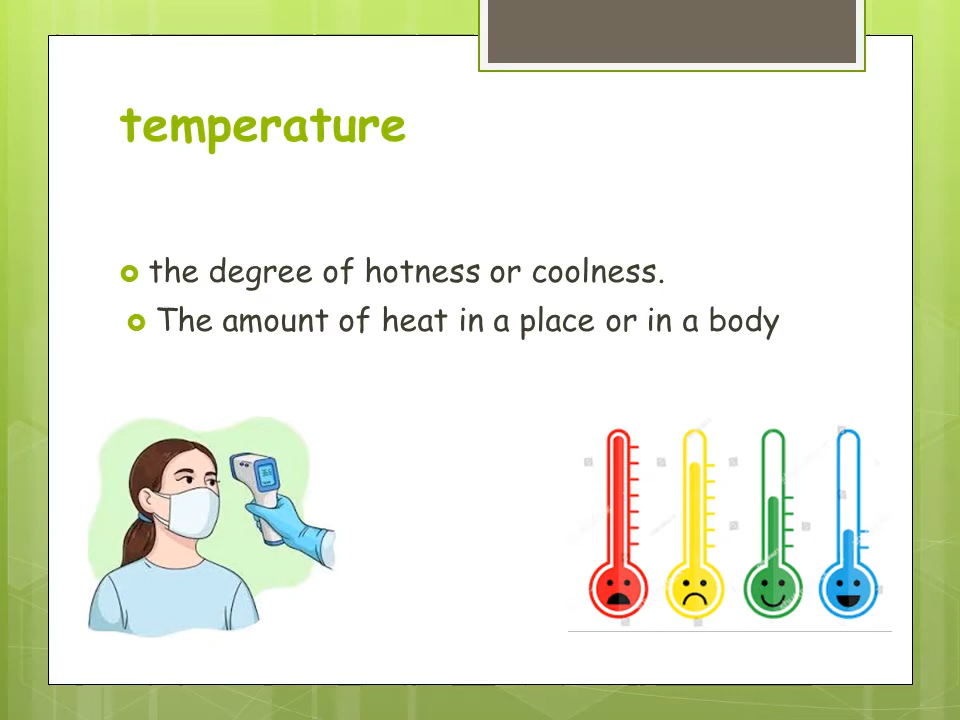 temperature
the degree of hotness or coolness.
The amount of heat in a place or in a body